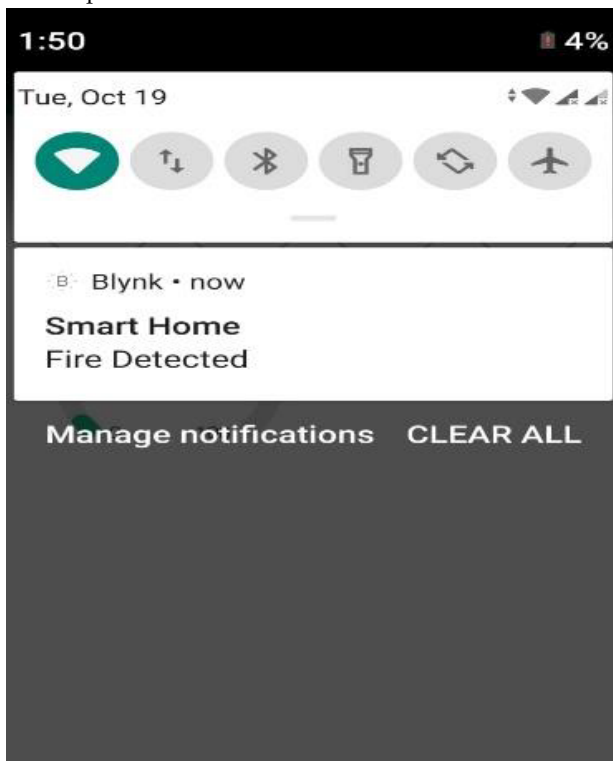 1:50 4%
Tue, Oct 19
B Blynk • now
Smart Home
Fire Detected
Manage notifications CLEAR ALL